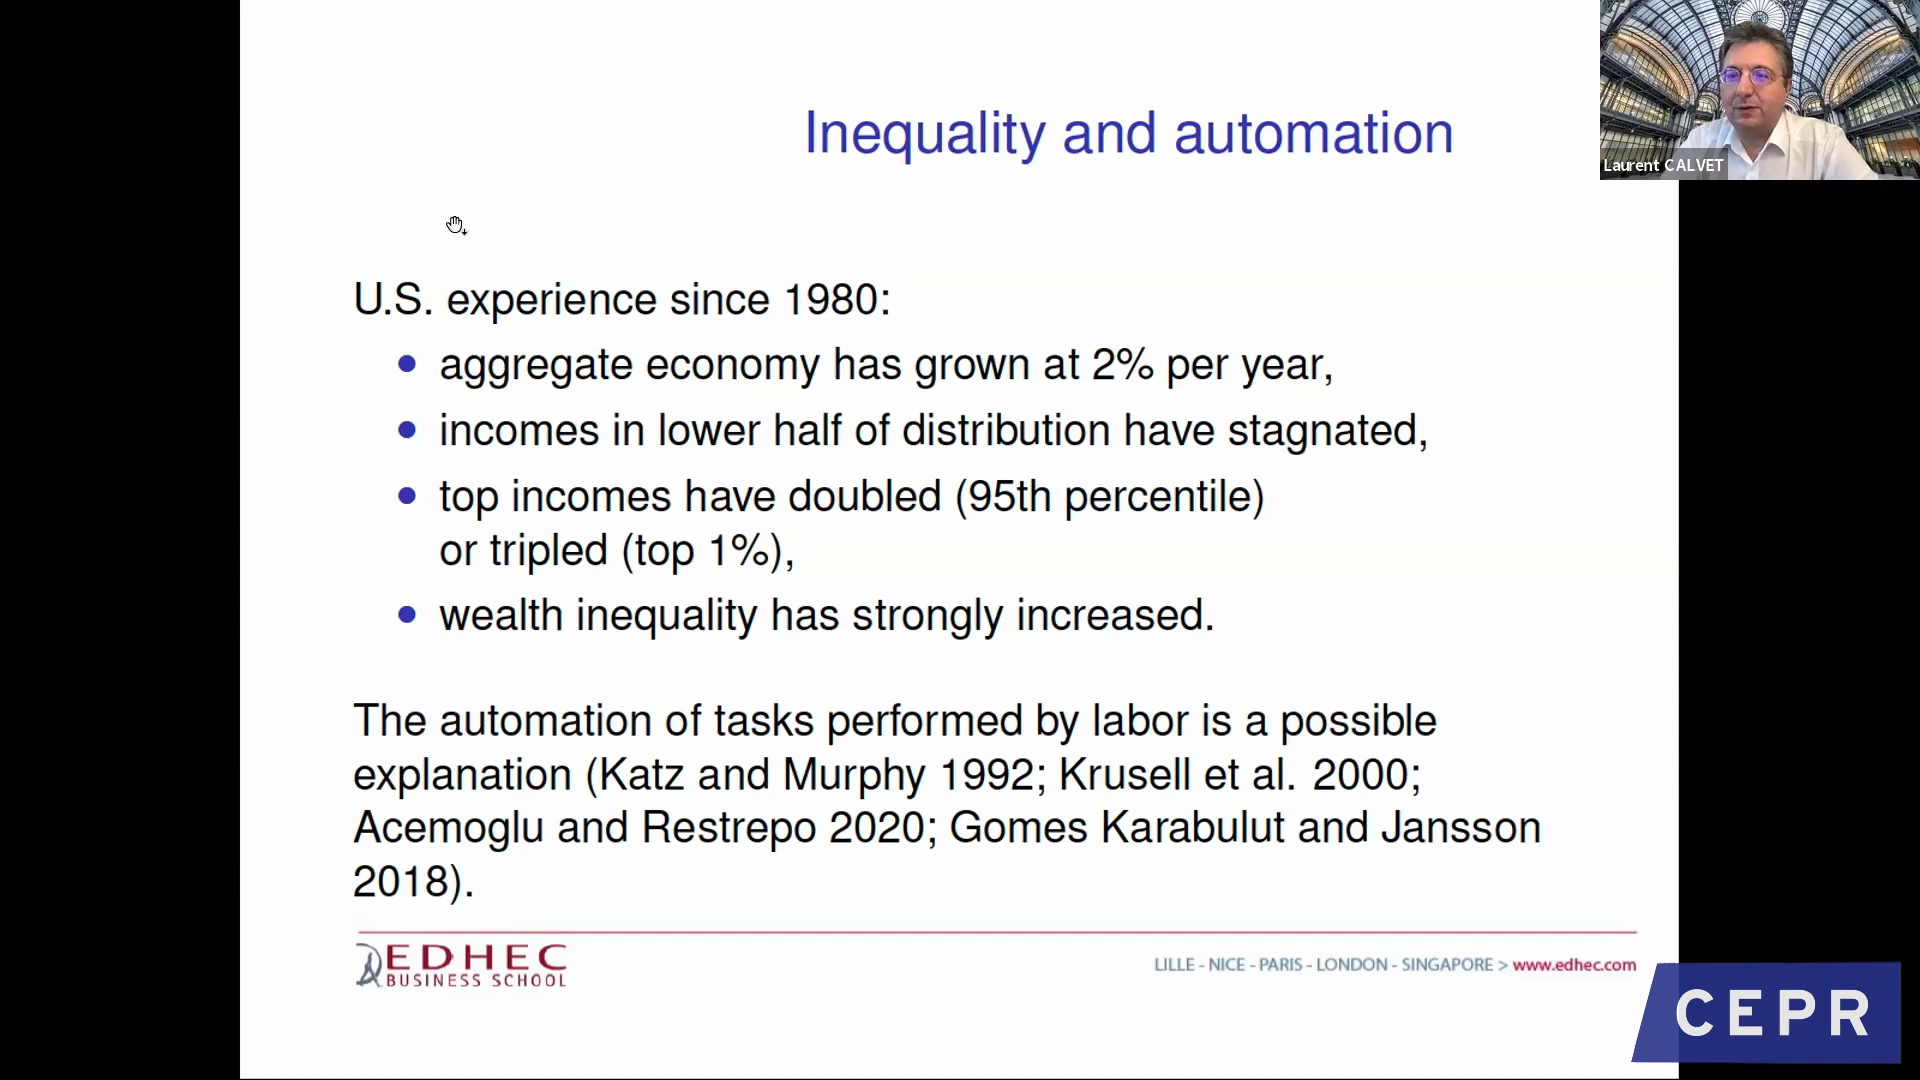 Inequality and automation
Laurent CALVET
U.S. experience since 1980:
aggregate economy has grown at 2% per year,
incomes in lower half of distribution have stagnated,
top incomes have doubled (95th percentile)
or tripled (top 1%),
wealth inequality has strongly increased.
The automation of tasks performed by labor is a possible
explanation (Katz and Murphy 1992; Krusell et al. 2000;
Acemoglu and Restrepo 2020; Gomes Karabulut and Jansson
2018).
EDHEC
BUSINESS SCHOOL
LILLE - NICE - PARIS - LONDON - SINGAPORE > www.edhec.com
CEPR